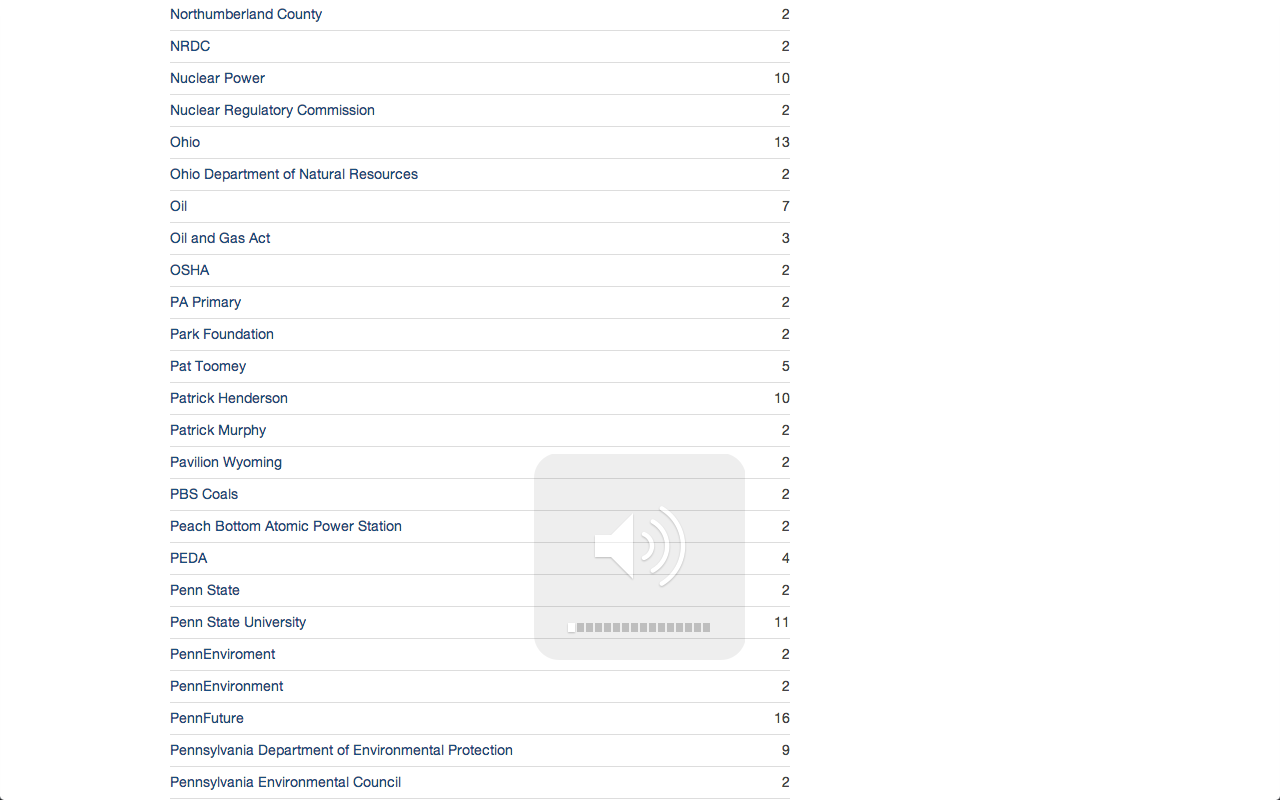 Northumberland County 2
NRDC 2
Nuclear Power 10
Nuclear Regulatory Commission 2
Ohio 13
Ohio Department of Natural Resources 2
Oil 7
Oil and Gas Act 3
OSHA 2
PA Primary 2
Park Foundation 2
Pat Toomey 5
Patrick Henderson 10
Patrick Murphy 2
Pavilion Wyoming 2
PBS Coals 2
Peach Bottom Atomic Power Station 2
PEDA 4
Penn State 2
Penn State University 11
PennEnviroment 2
PennEnvironment 2
PennFuture 16
Pennsylvania Department of Environmental Protection 9
Pennsylvania Environmental Council 2